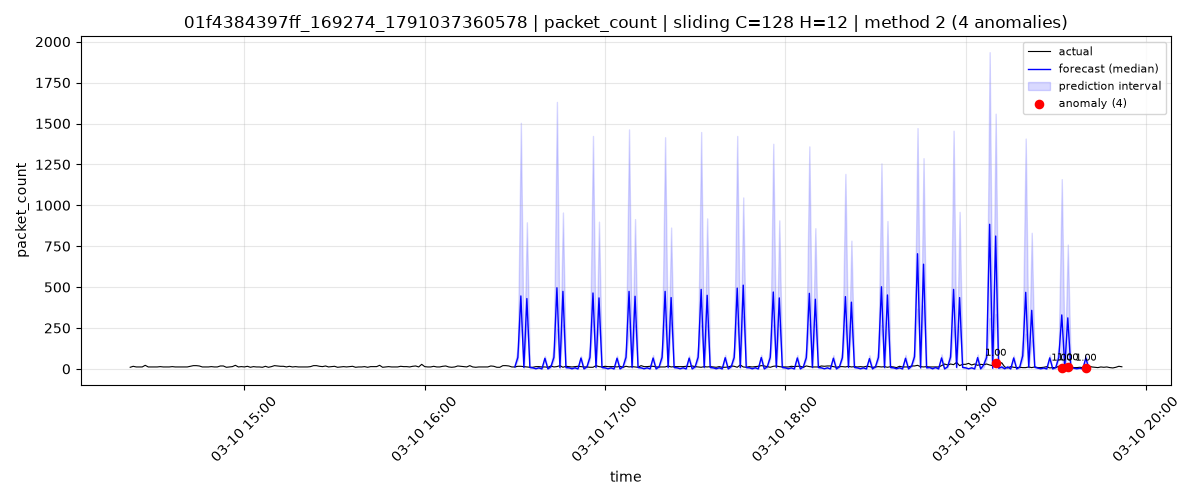 01f4384397ff_169274_1791037360578 | packet_count | sliding C=128 H=12 | method 2 (4 anomalies)
packet_count
2000
1750
1500
1250
1000
750
500
250
0
actual
forecast (median)
prediction interval
anomaly (4)
1.00
1.00
03-10 15:00
03-10 16:00
03-10 17:00
03-10 18:00
03-10 19:00
03-10 20:00
time